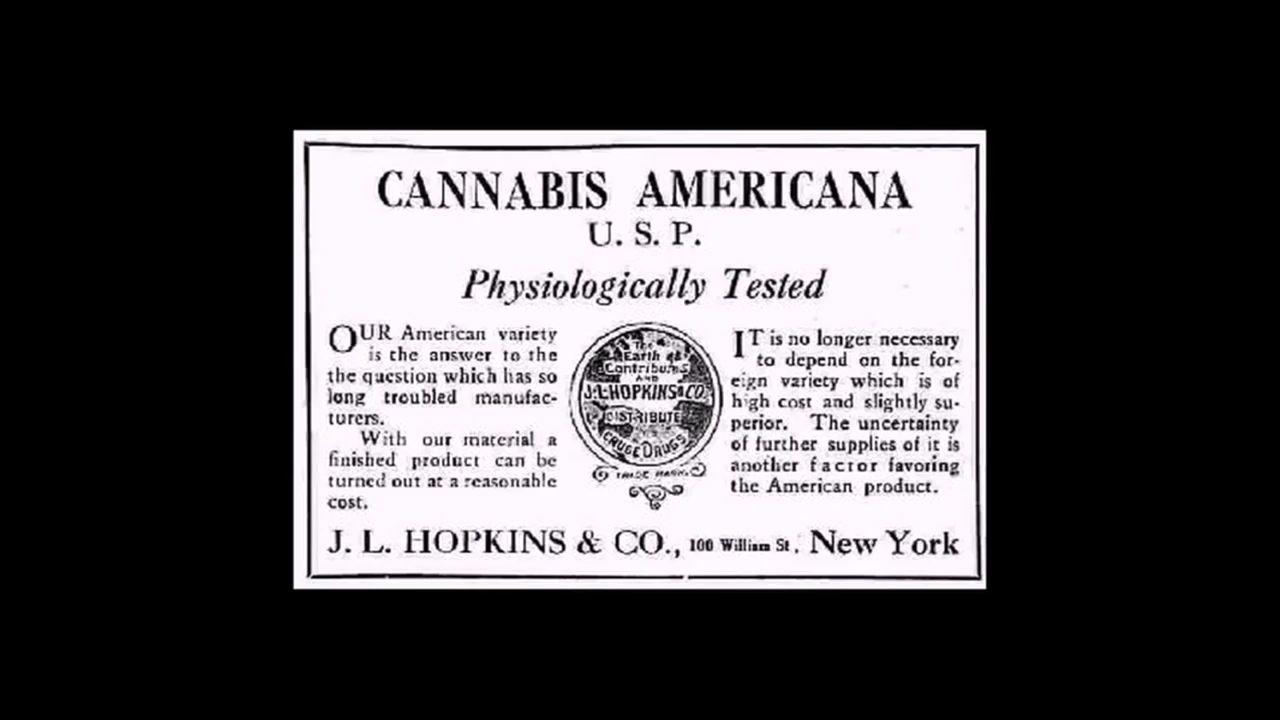 CANNABIS AMERICANA
U. S. P.
Physiologically Tested
OUR American variety
is the answer to the
the question which has so
long troubled manufac-
turers.
With our material a
finished product can be
turned out at a reasonable
cost.
The
Earth
Contributes
AND
J.L.HOPKINS & CO.
DISTRIBUTE
CRUDE DRUGS
TRADE MARK
IT is no longer necessary
to depend on the for-
eign variety which is of
high cost and slightly su-
perior. The uncertainty
of further supplies of it is
another factor favoring
the American product.
J. L. HOPKINS & CO., 100 William St., New York